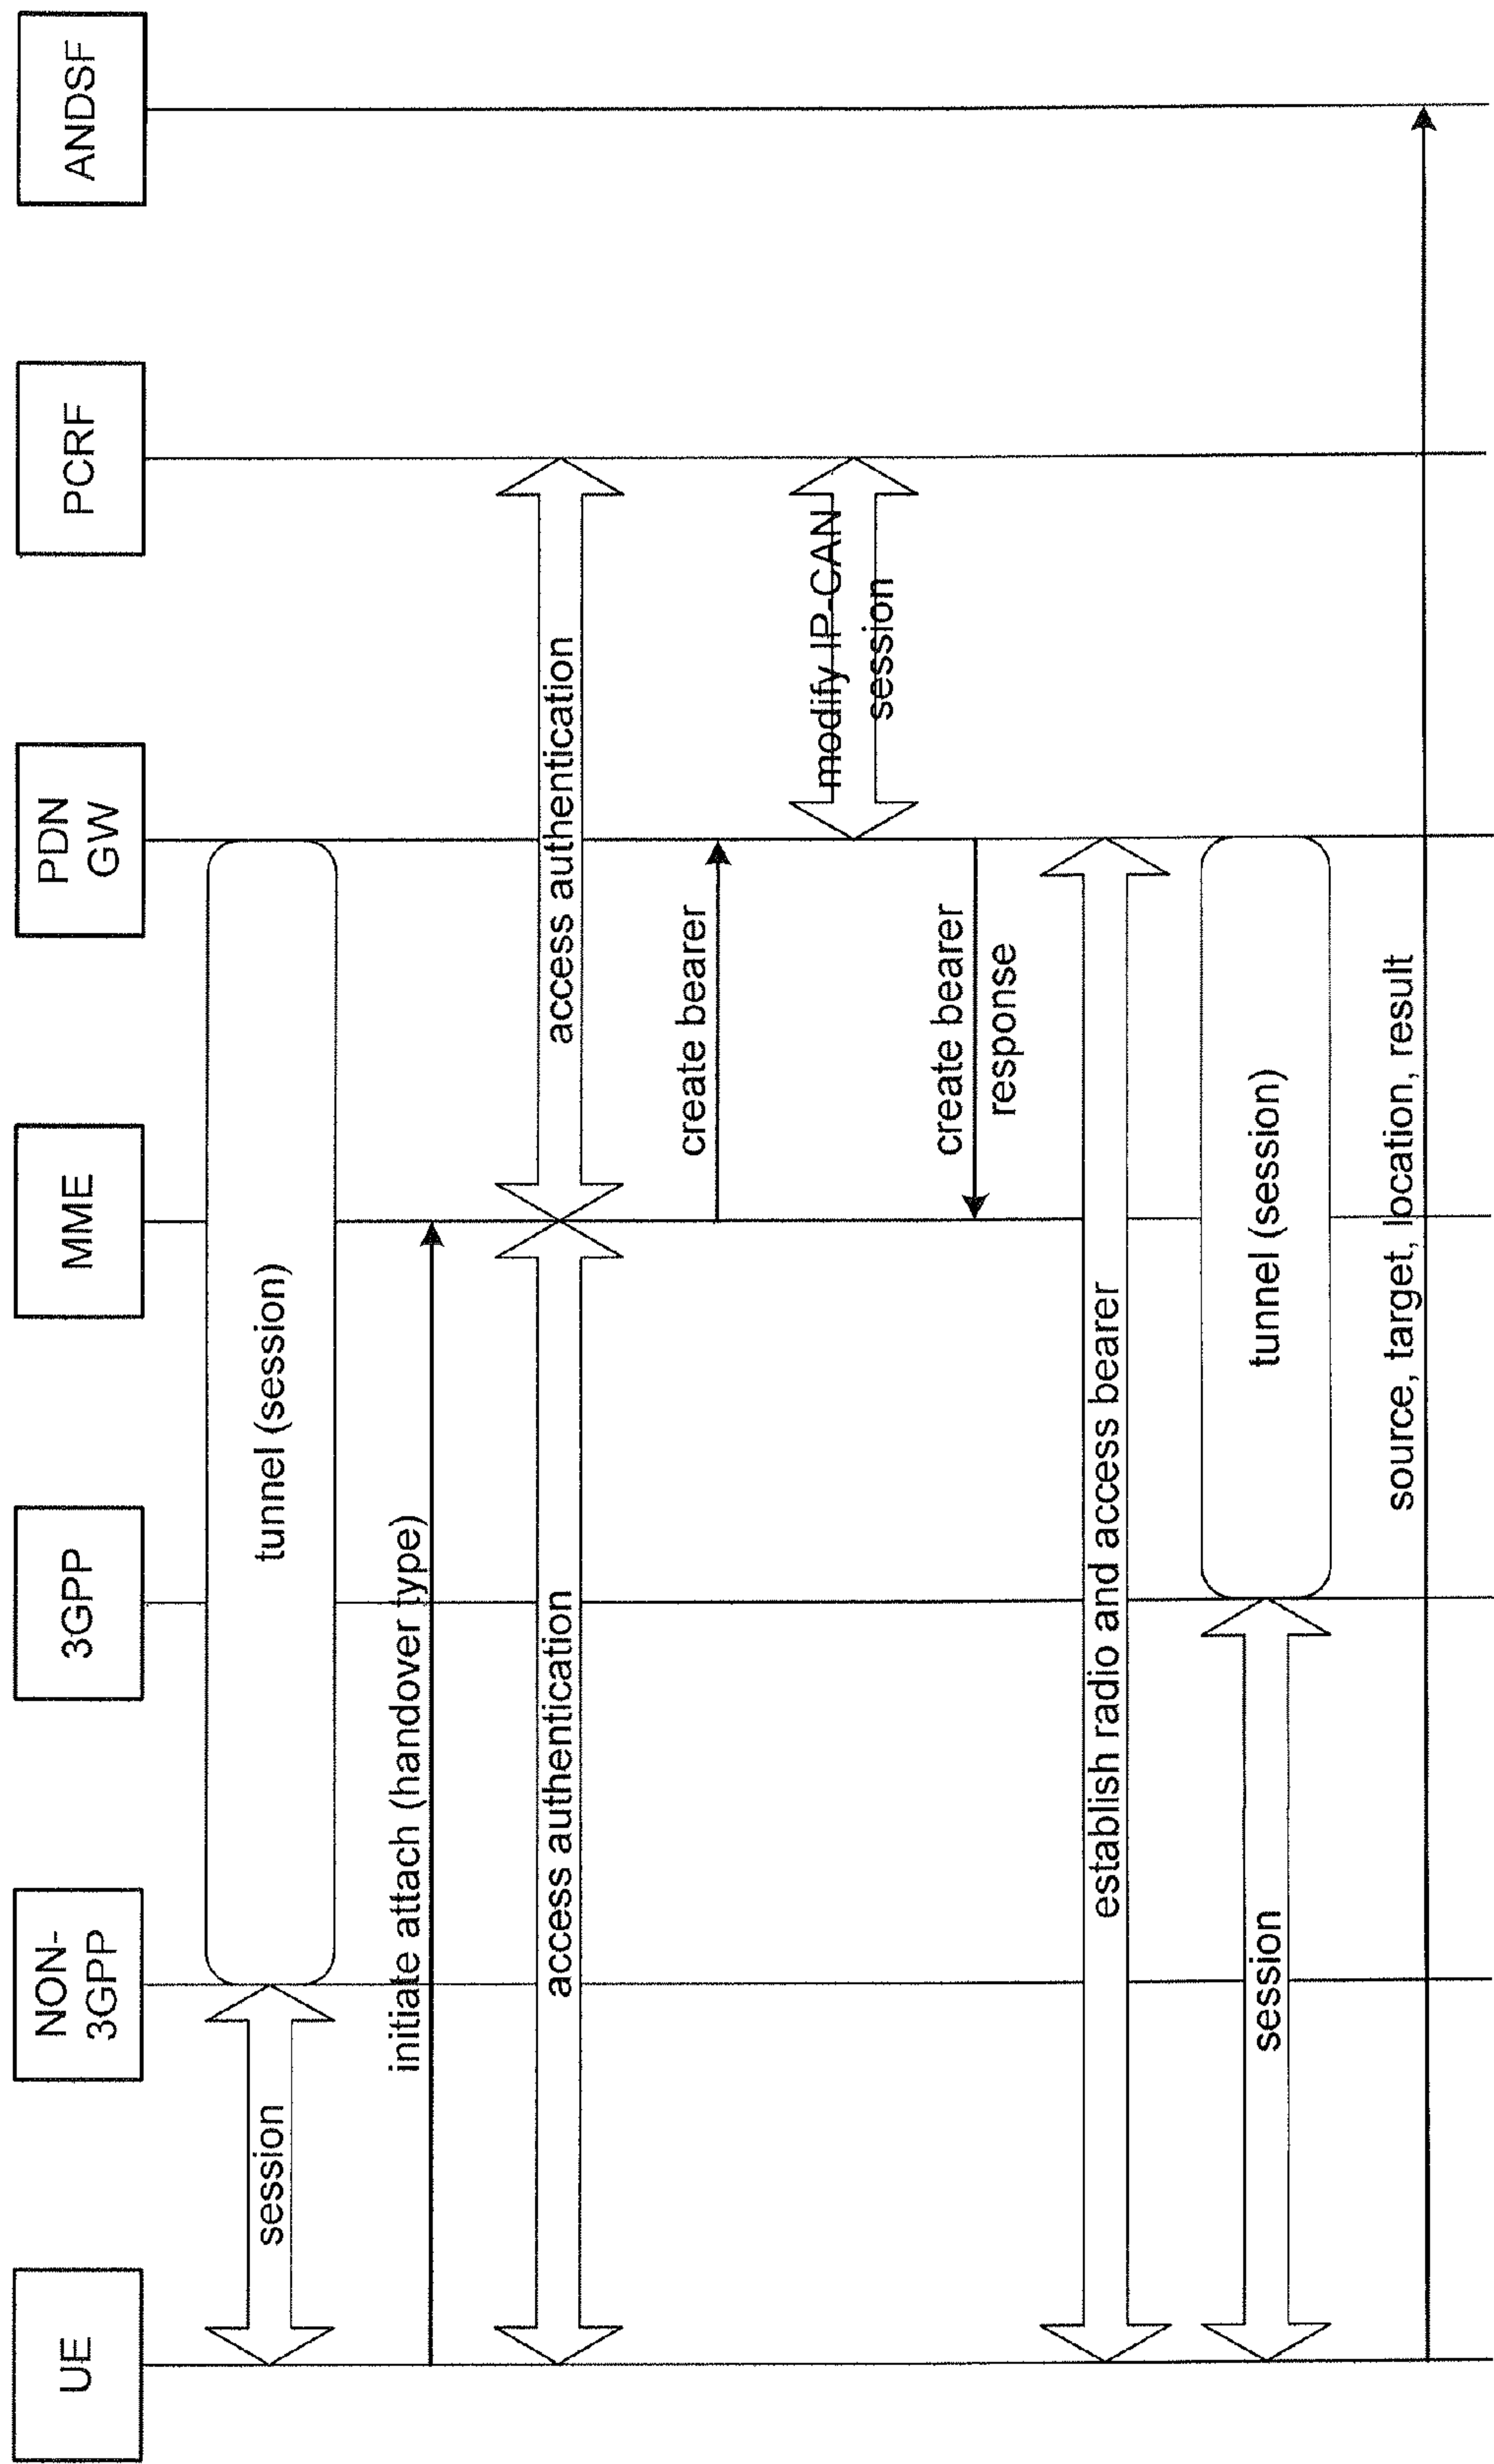 UE
NON-
3GPP
3GPP
MME
PDN
GW
PCRF
ANDSF
session
tunnel (session)
initiate attach (handover type)
access authentication
access authentication
create bearer
modify IP-CAN
session
create bearer
response
establish radio and access bearer
session
tunnel (session)
source, target, location, result